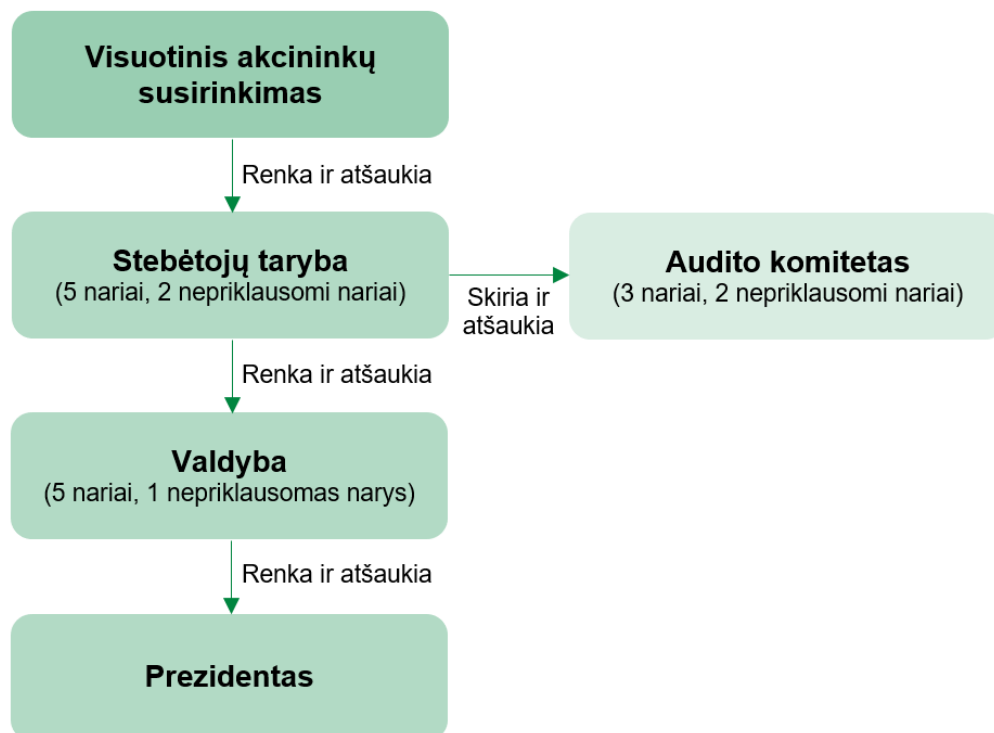 Visuotinis akcininkų
susirinkimas
Renka ir atšaukia
Stebėtojų taryba
(5 nariai, 2 nepriklausomi nariai)
Skiria ir
atšaukia
Audito komitetas
(3 nariai, 2 nepriklausomi nariai)
Renka ir atšaukia
Valdyba
(5 nariai, 1 nepriklausomas narys)
Renka ir atšaukia
Prezidentas